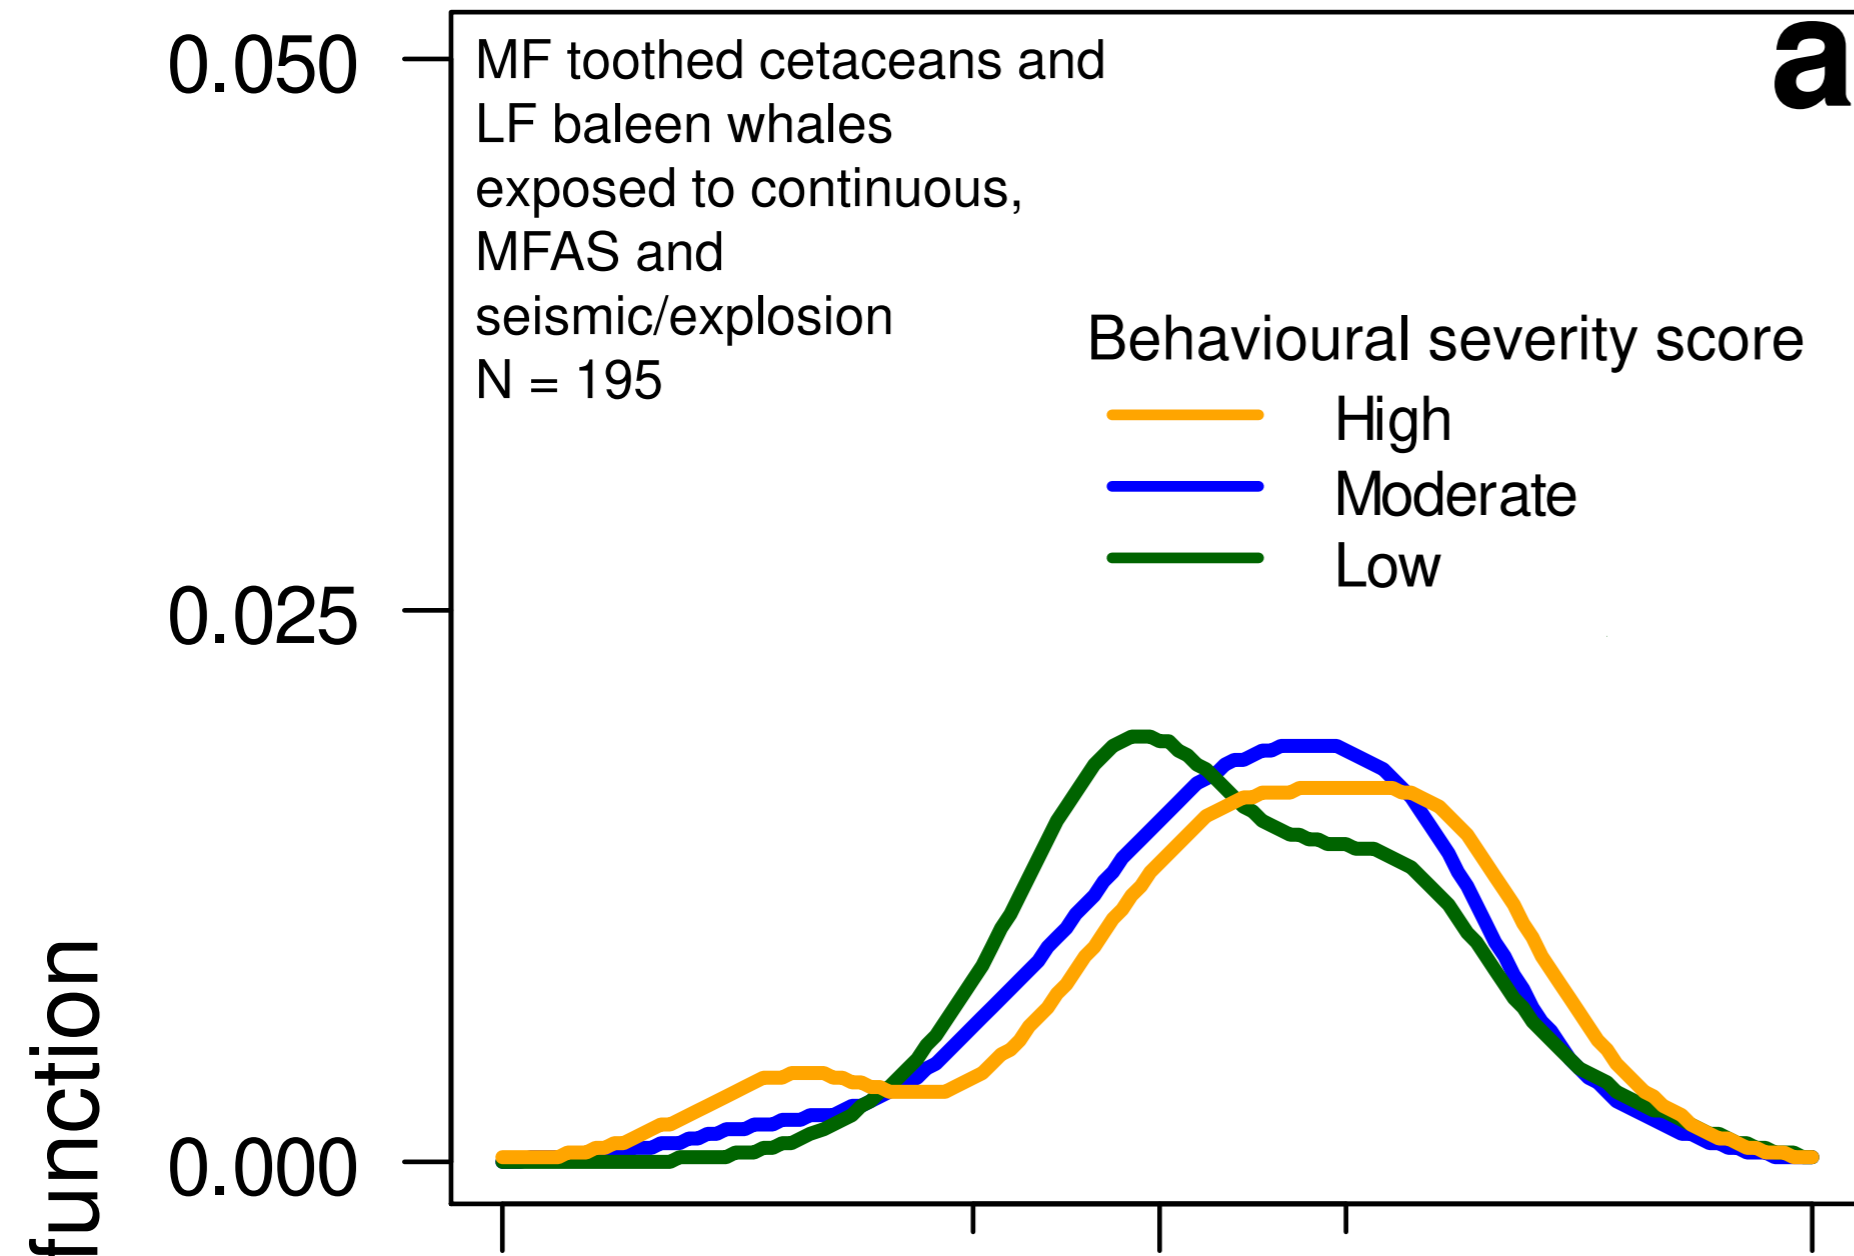 a
0.050
MF toothed cetaceans and
LF baleen whales
exposed to continuous,
MFAS and
seismic/explosion
N = 195
Behavioural severity score
High
Moderate
Low
0.025
0.000
function